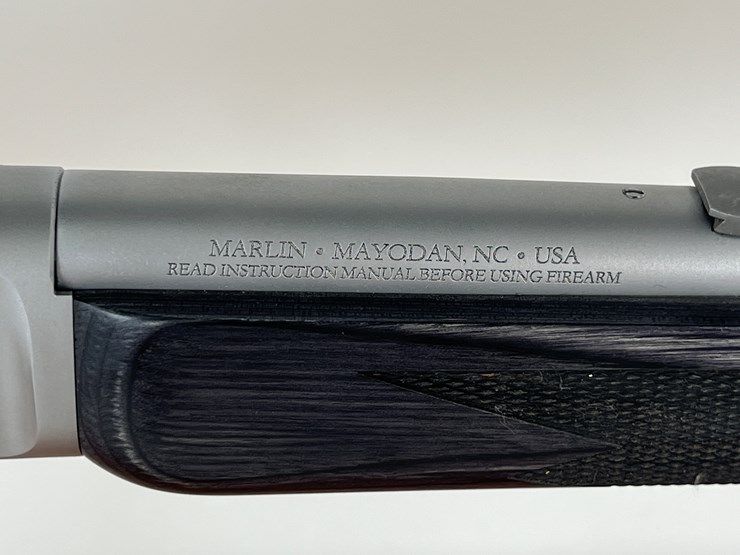 MARLIN • MAYODAN, NC • USA
READ INSTRUCTION MANUAL BEFORE USING FIREARM